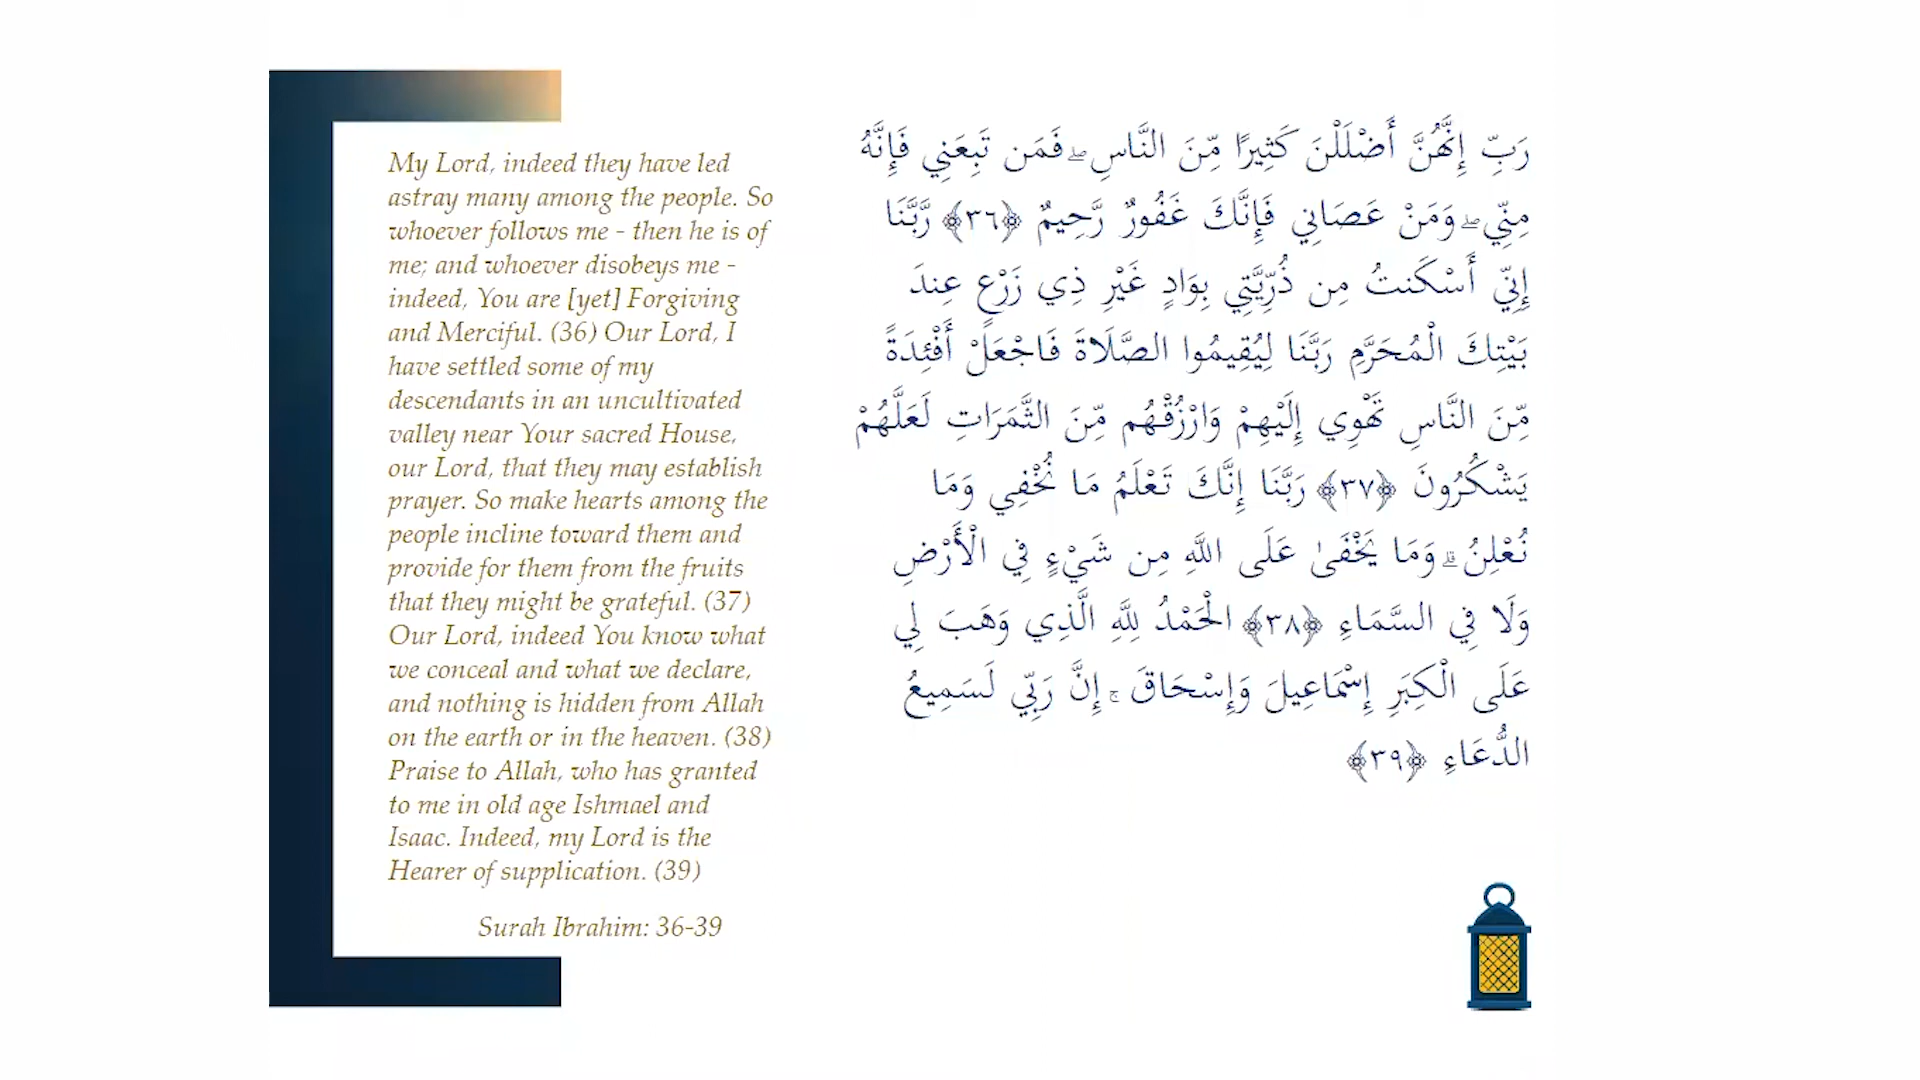 My Lord, indeed they have led
astray many among the people. So
whoever follows me - then he is of
me; and whoever disobeys me -
indeed, You are [yet] Forgiving
and Merciful. (36) Our Lord, I
have settled some of my
descendants in an uncultivated
valley near Your sacred House,
our Lord, that they may establish
prayer. So make hearts among the
people incline toward them and
provide for them from the fruits
that they might be grateful. (37)
Our Lord, indeed You know what
we conceal and what we declare,
and nothing is hidden from Allah
on the earth or in the heaven. (38)
Praise to Allah, who has granted
to me in old age Ishmael and
Isaac. Indeed, my Lord is the
Hearer of supplication. (39)
Surah Ibrahim: 36-39
رَبِّ إِنَّهُنَّ أَضْلَلْنَ كَثِيرًا مِّنَ النَّاسِ ۖ فَمَن تَبِعَنِي فَإِنَّهُ
مِنِّي ۖ وَمَنْ عَصَانِي فَإِنَّكَ غَفُورٌ رَّحِيمٌ ﴿٣٦﴾ رَّبَّنَا
إِنِّي أَسْكَنتُ مِن ذُرِّيَّتِي بِوَادٍ غَيْرِ ذِي زَرْعٍ عِندَ
بَيْتِكَ الْمُحَرَّمِ رَبَّنَا لِيُقِيمُوا الصَّلَاةَ فَاجْعَلْ أَفْئِدَةً
مِّنَ النَّاسِ تَهْوِي إِلَيْهِمْ وَارْزُقْهُم مِّنَ الثَّمَرَاتِ لَعَلَّهُمْ
يَشْكُرُونَ ﴿٣٧﴾ رَبَّنَا إِنَّكَ تَعْلَمُ مَا نُخْفِي وَمَا
نُعْلِنُ ۗ وَمَا يَخْفَىٰ عَلَى اللَّهِ مِن شَيْءٍ فِي الْأَرْضِ
وَلَا فِي السَّمَاءِ ﴿٣٨﴾ الْحَمْدُ لِلَّهِ الَّذِي وَهَبَ لِي
عَلَى الْكِبَرِ إِسْمَاعِيلَ وَإِسْحَاقَ ۚ إِنَّ رَبِّي لَسَمِيعُ
الدُّعَاءِ ﴿٣٩﴾